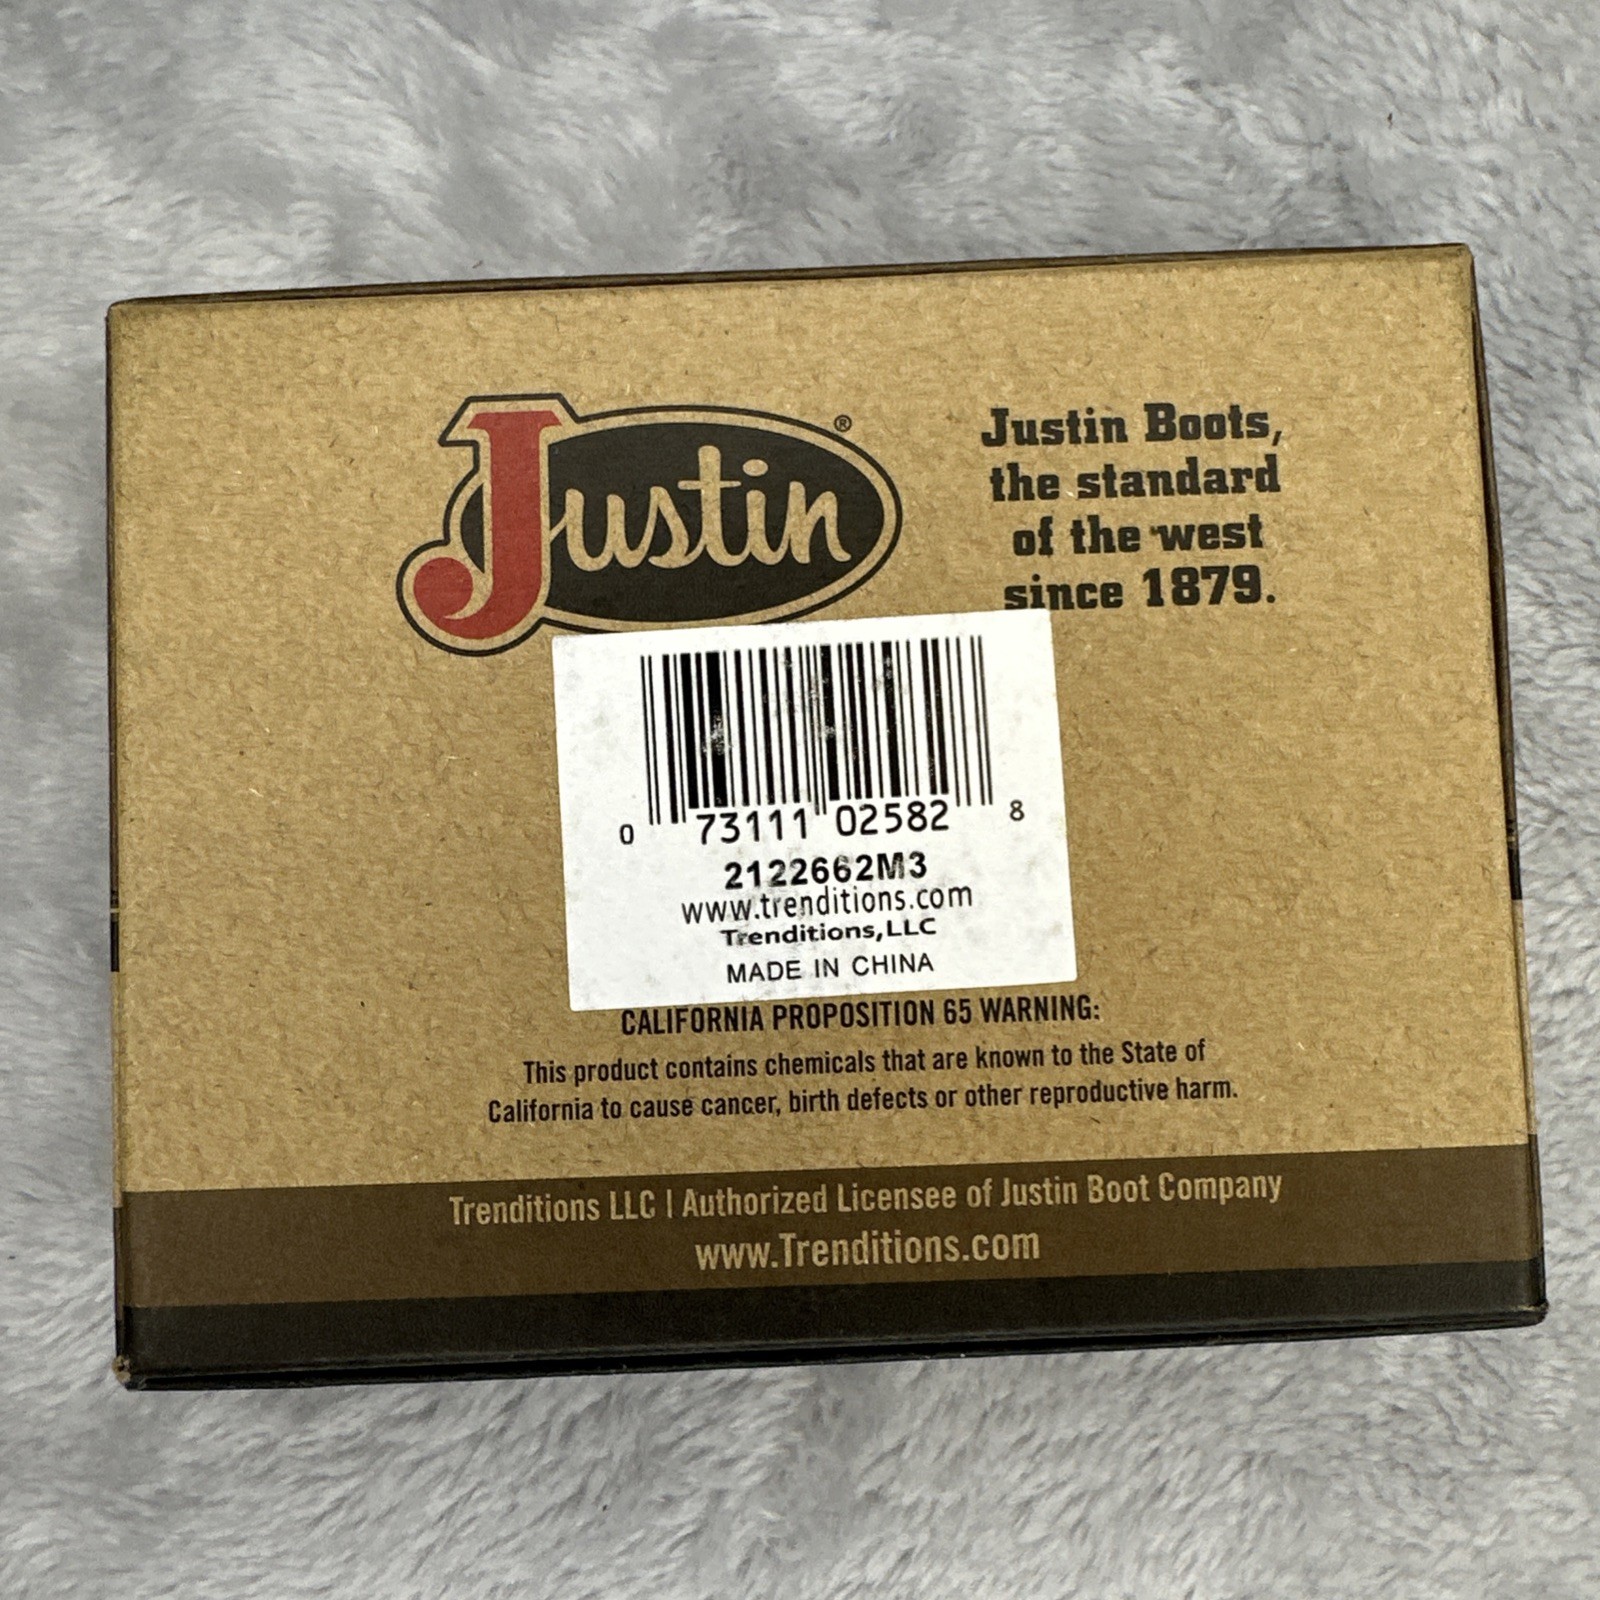 Justin®
Justin Boots,
the standard
of the west
since 1879.
0 73111 02582 8
2122662M3
www.trenditions.com
Trenditions,LLC
MADE IN CHINA
CALIFORNIA PROPOSITION 65 WARNING:
This product contains chemicals that are known to the State of
California to cause cancer, birth defects or other reproductive harm.
Trenditions LLC | Authorized Licensee of Justin Boot Company
www.Trenditions.com